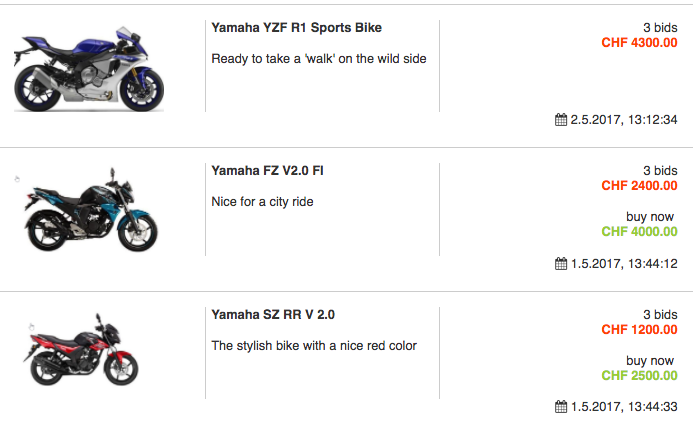 Yamaha YZF R1 Sports Bike
Ready to take a 'walk' on the wild side
3 bids
CHF 4300.00
2.5.2017, 13:12:34
Yamaha FZ V2.0 FI
Nice for a city ride
3 bids
CHF 2400.00
buy now
CHF 4000.00
1.5.2017, 13:44:12
Yamaha SZ RR V 2.0
The stylish bike with a nice red color
3 bids
CHF 1200.00
buy now
CHF 2500.00
1.5.2017, 13:44:33